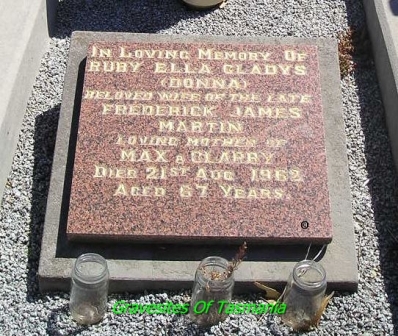 In Loving Memory Of
RUBY ELLA GLADYS
(DONNA)
BELOVED WIFE OF THE LATE
FREDERICK JAMES
MARTIN
LOVING MOTHER OF
MAX & CLARRY.
DIED 21ST AUG. 1962
AGED 67 YEARS.
Gravesites Of Tasmania